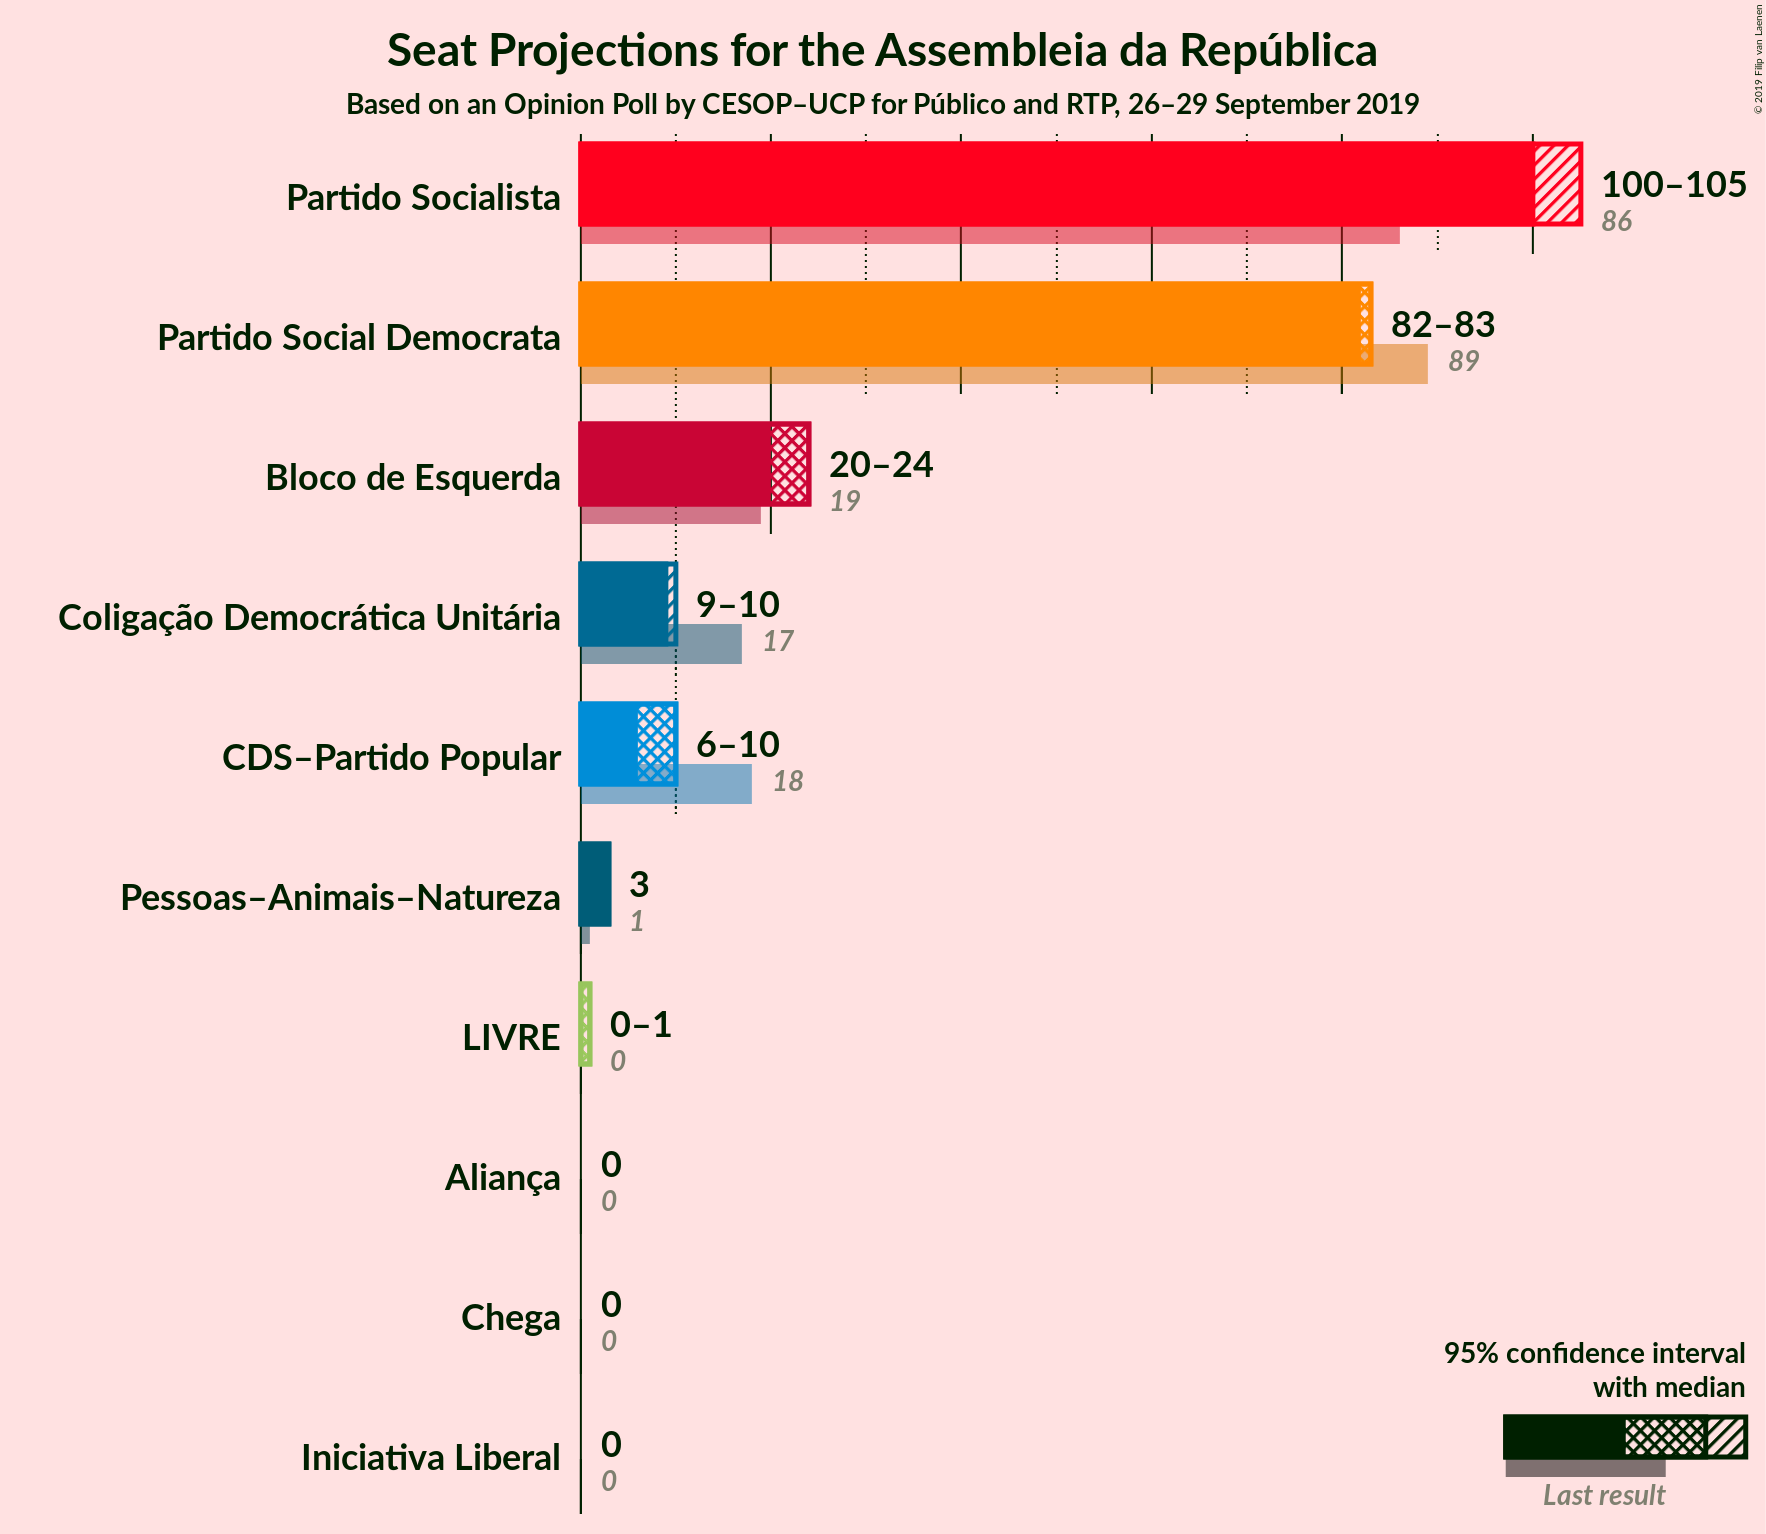 Seat Projections for the Assembleia da República
Based on an Opinion Poll by CESOP–UCP for Público and RTP, 26–29 September 2019
© 2019 Filip van Laenen
Partido Socialista
100–105
86
Partido Social Democrata
82–83
89
Bloco de Esquerda
20–24
19
Coligação Democrática Unitária
9–10
17
CDS–Partido Popular
6–10
18
Pessoas–Animais–Natureza
3
1
LIVRE
0–1
0
Aliança
0
0
Chega
0
0
Iniciativa Liberal
0
0
95% confidence interval
with median
Last result